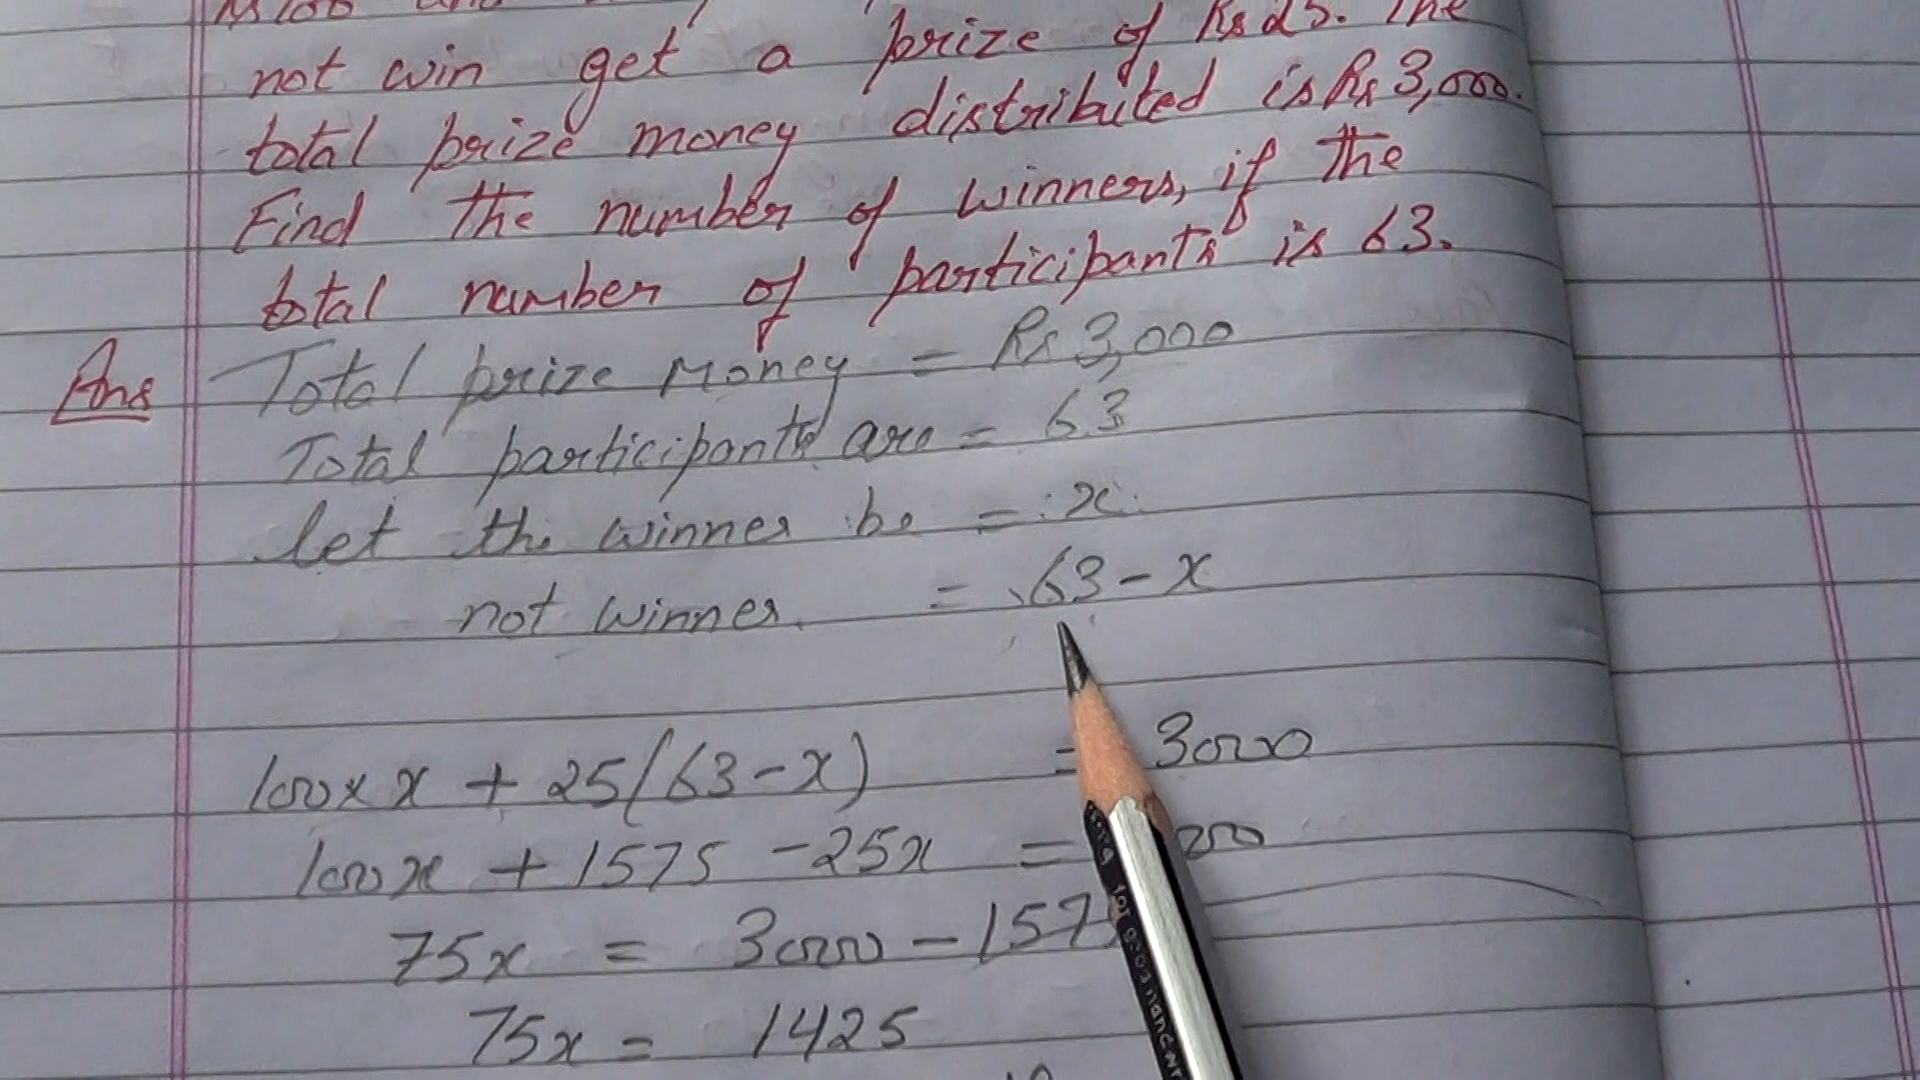 not win get a prize of Rs 25. The
total prize money distributed is Rs 3,000.
Find the number of winners, if the
total number of participants is 63.
Ans Total prize Money = Rs 3,000
Total participants are = 63
let the winner be = x
not winner = 63 - x
100 × x + 25(63 - x) = 3000
100x + 1575 - 25x =
75x = 3000 - 157
75x = 1425